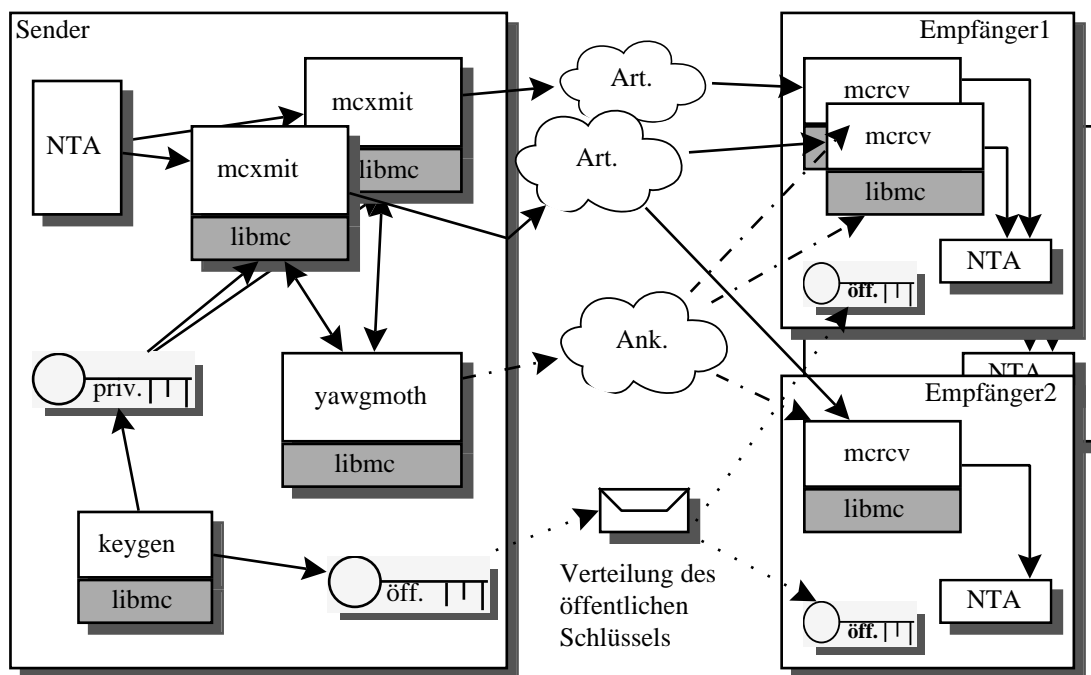 Sender
Empfänger1
NTA
mcxmit
libmc
mcxmit
libmc
Art.
Art.
mcrcv
mcrcv
libmc
NTA
öff.
priv.
yawgmoth
libmc
Ank.
NTA
Empfänger2
mcrcv
libmc
keygen
libmc
öff.
Verteilung des
öffentlichen
Schlüssels
NTA
öff.